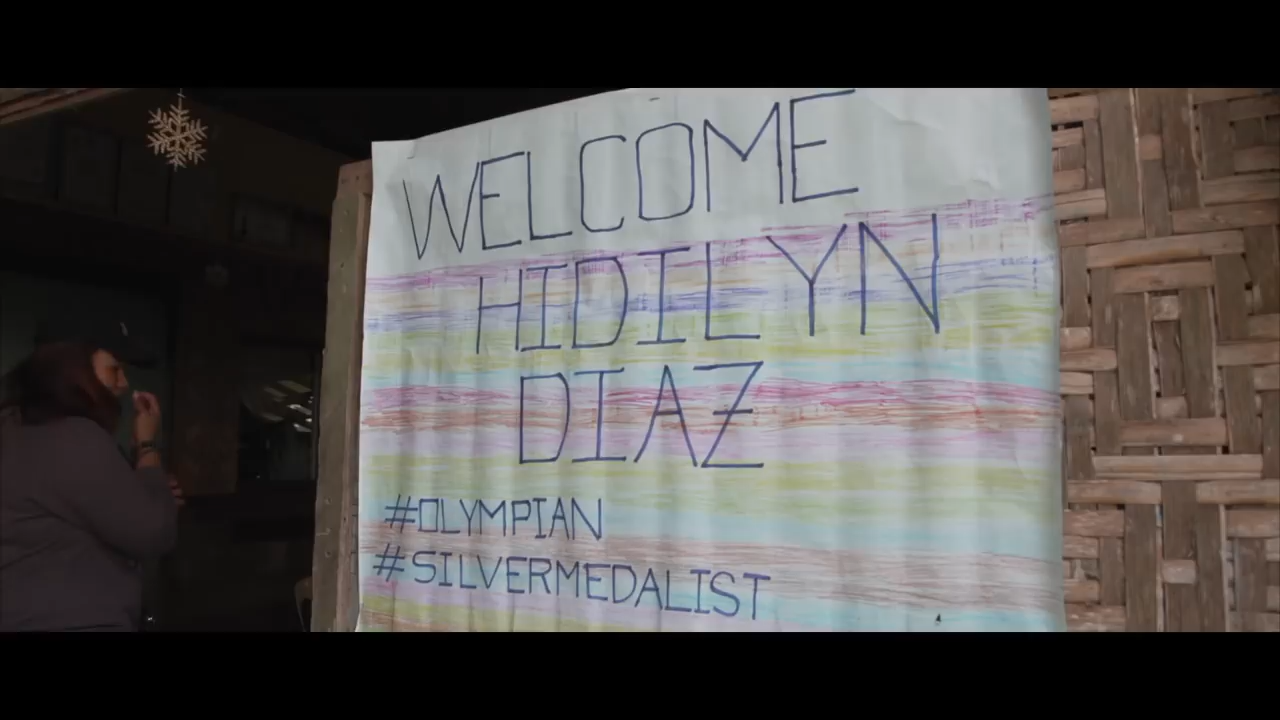 WELCOME
HIDILYN
DIAZ
#OLYMPIAN
#SILVERMEDALIST